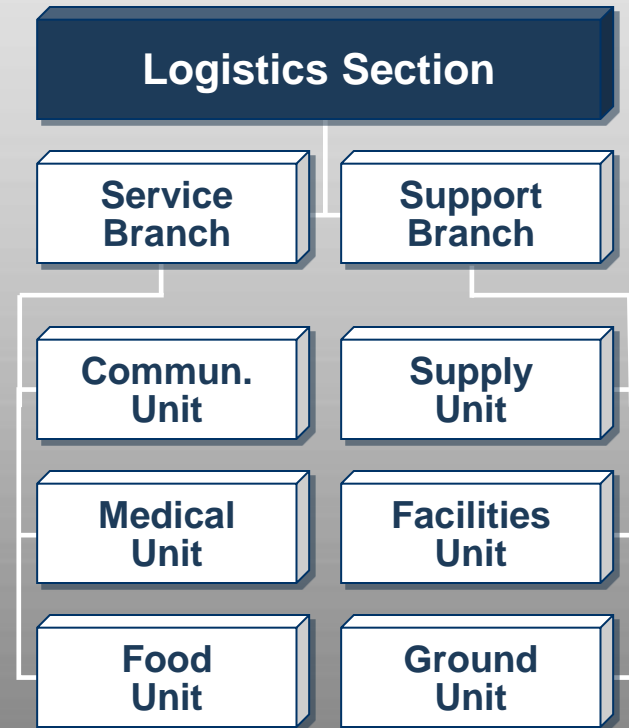 Logistics Section
Service
Branch
Support
Branch
Commun.
Unit
Supply
Unit
Medical
Unit
Facilities
Unit
Food
Unit
Ground
Unit